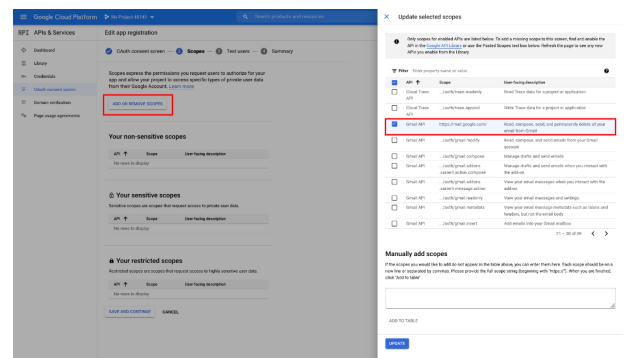 Google Cloud Platform
My Project 48140
Search products and resources
API APIs & Services
Edit app registration
Dashboard
Library
Credentials
OAuth consent screen
Domain verification
Page usage agreements
OAuth consent screen — 2 Scopes — 3 Test users — 4 Summary
Scopes express the permissions you request users to authorize for your
app and allow your project to access specific types of private user data
from their Google Account. Learn more
ADD OR REMOVE SCOPES
Your non-sensitive scopes
API Scope User-facing description
No rows to display
Your sensitive scopes
Sensitive scopes are scopes that request access to private user data.
API Scope User-facing description
No rows to display
Your restricted scopes
Restricted scopes are scopes that request access to highly sensitive user data.
API Scope User-facing description
No rows to display
SAVE AND CONTINUE CANCEL
Update selected scopes
Only scopes for enabled APIs are listed below. To add a missing scope to this screen, find and enable the
API in the Google API Library or use the Pasted Scopes text box below. Refresh the page to see any new
APIs you enable from the Library.
Filter Enter property name or value
API Scope User-facing description
Cloud Trace API .../auth/trace.readonly Read Trace data for a project or application
Cloud Trace API .../auth/trace.append Write Trace data for a project or application
Gmail API https://mail.google.com/ Read, compose, send, and permanently delete all your email from Gmail
Gmail API .../auth/gmail.modify Read, compose, and send emails from your Gmail account
Gmail API .../auth/gmail.compose Manage drafts and send emails
Gmail API .../auth/gmail.addons.current.action.compose Manage drafts and send emails when you interact with the add-on
Gmail API .../auth/gmail.addons.current.message.action View your email messages when you interact with the add-on
Gmail API .../auth/gmail.readonly View your email messages and settings
Gmail API .../auth/gmail.metadata View your email message metadata such as labels and headers, but not the email body
Gmail API .../auth/gmail.insert Add emails into your Gmail mailbox
Manually add scopes
If the scopes you would like to add do not appear in the table above, you can enter them here. Each scope should be on a
new line or separated by commas. Please provide the full scope string (beginning with "https://"). When you are finished,
click "Add to table".
ADD TO TABLE
UPDATE